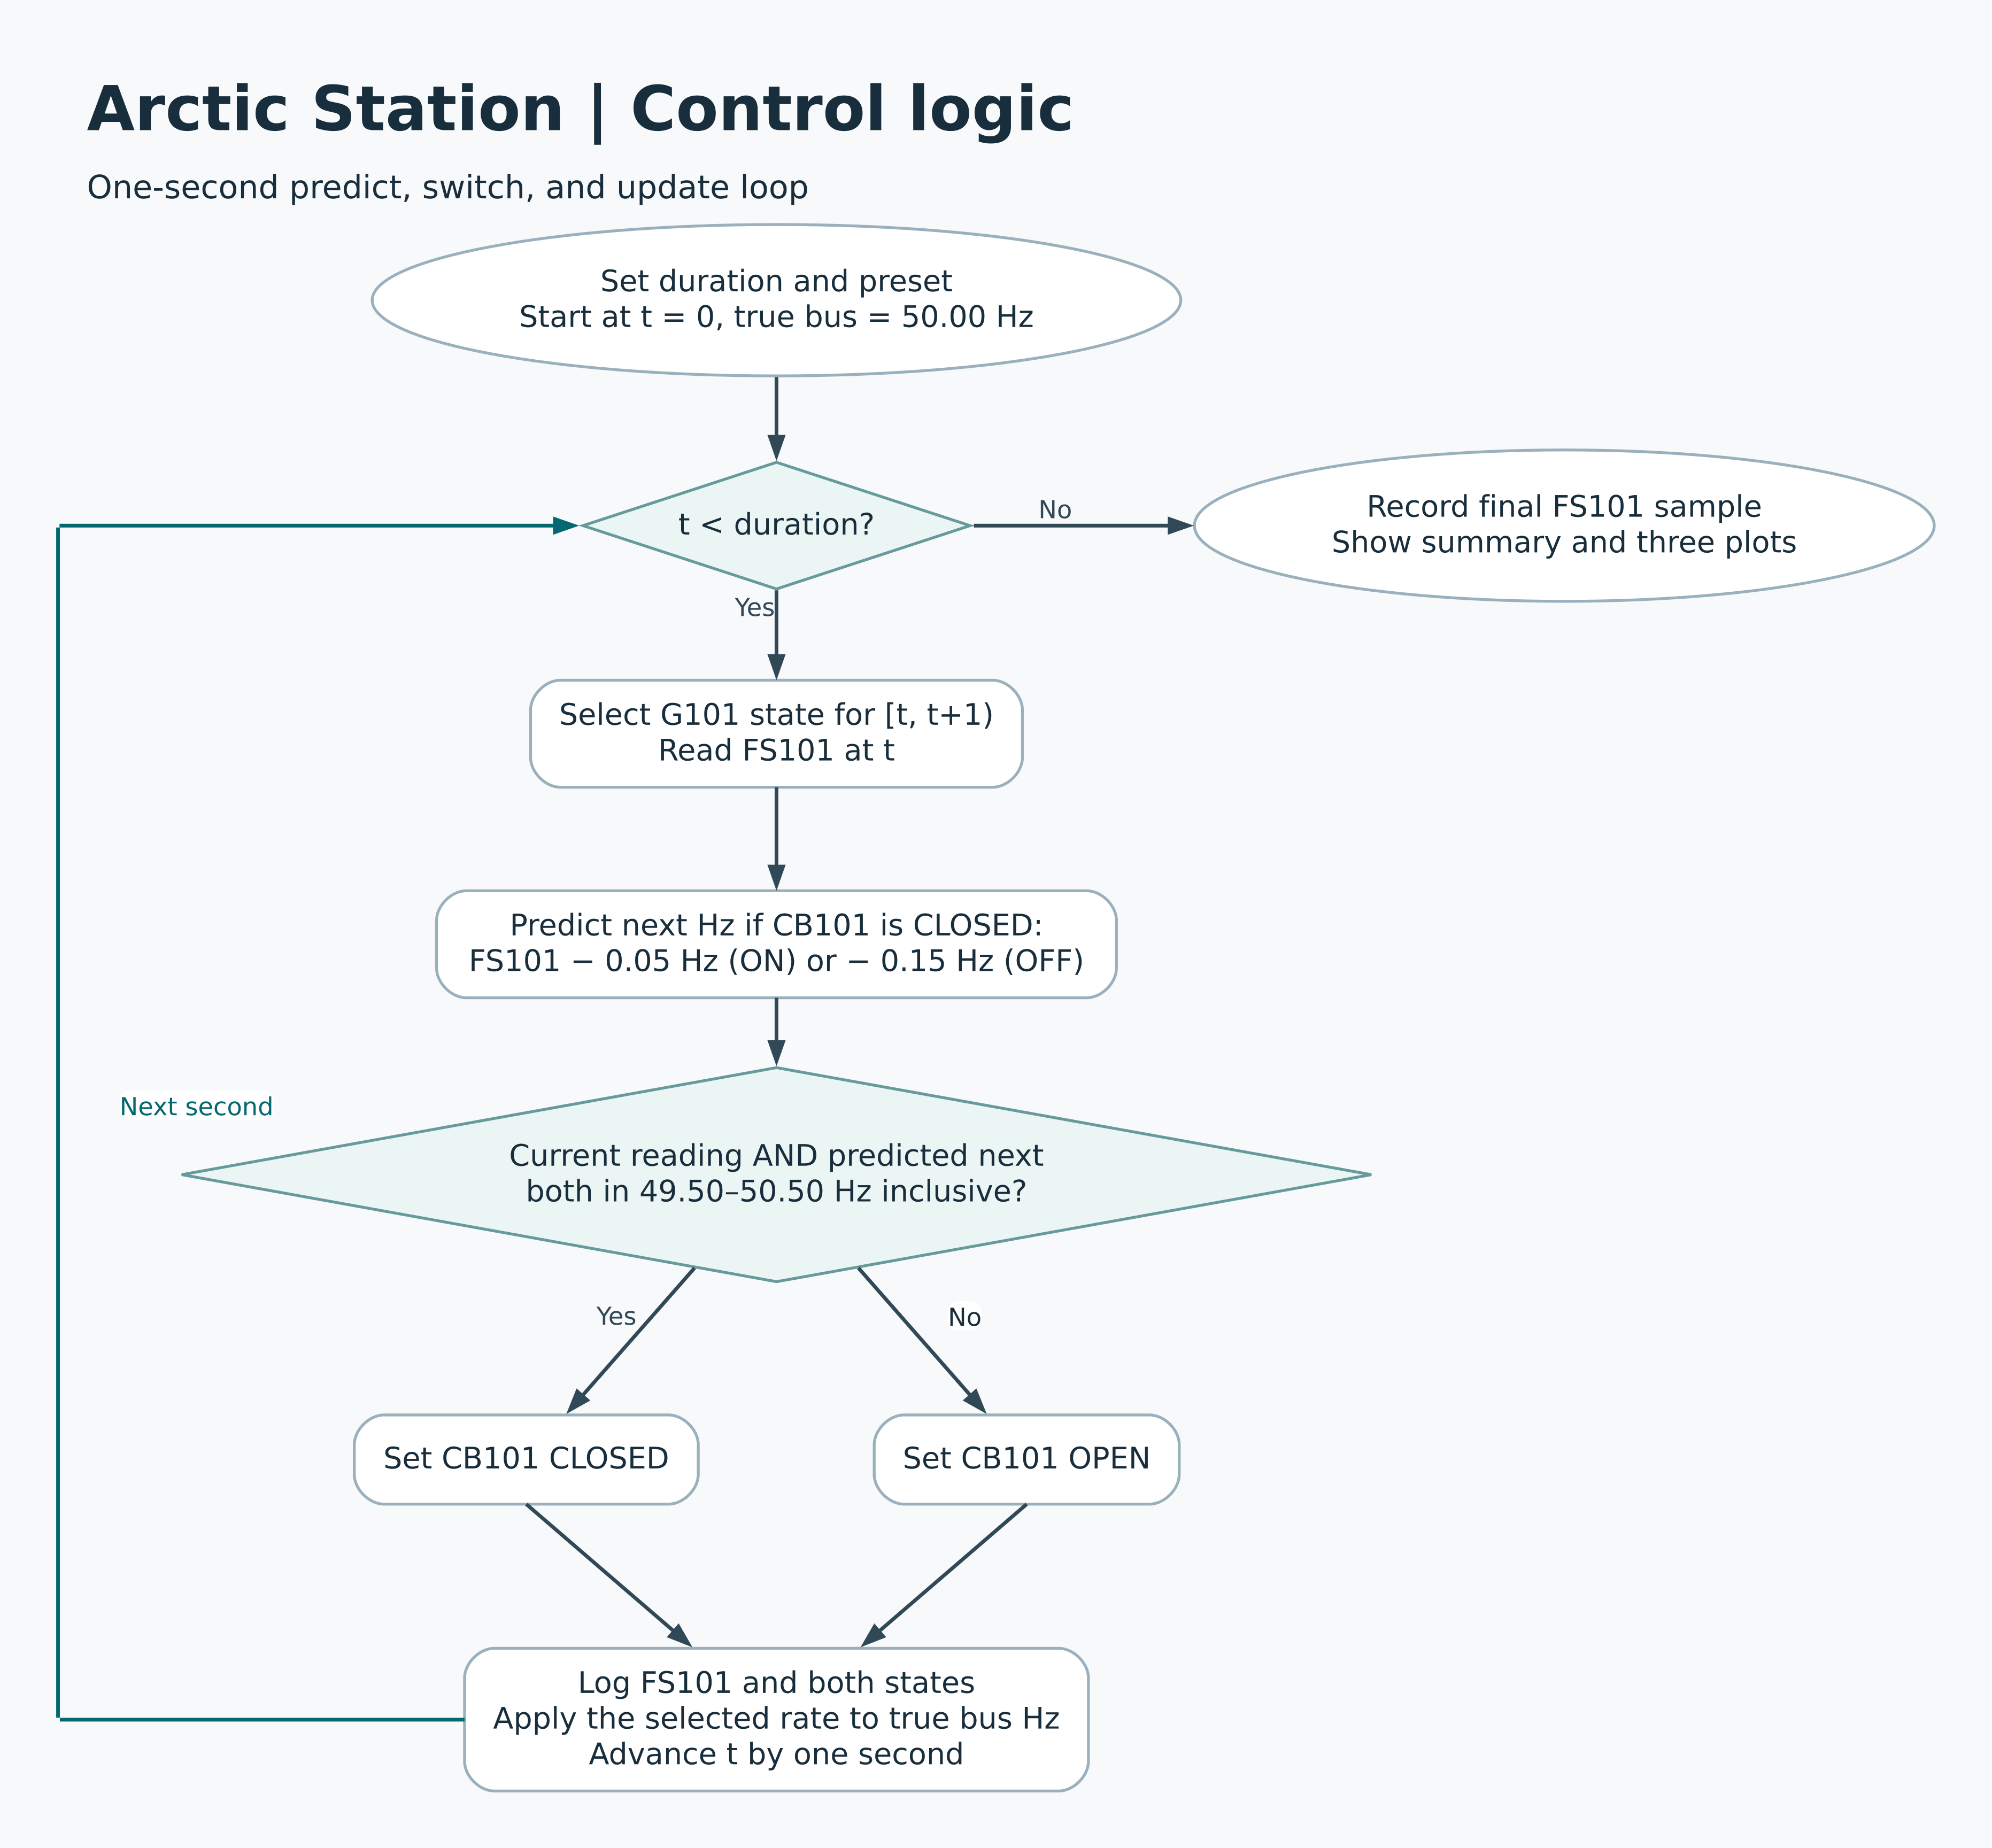 Arctic Station | Control logic
One-second predict, switch, and update loop
Set duration and preset
Start at t = 0, true bus = 50.00 Hz
t < duration?
No
Record final FS101 sample
Show summary and three plots
Yes
Select G101 state for [t, t+1)
Read FS101 at t
Predict next Hz if CB101 is CLOSED:
FS101 − 0.05 Hz (ON) or − 0.15 Hz (OFF)
Next second
Current reading AND predicted next
both in 49.50–50.50 Hz inclusive?
Yes
No
Set CB101 CLOSED
Set CB101 OPEN
Log FS101 and both states
Apply the selected rate to true bus Hz
Advance t by one second